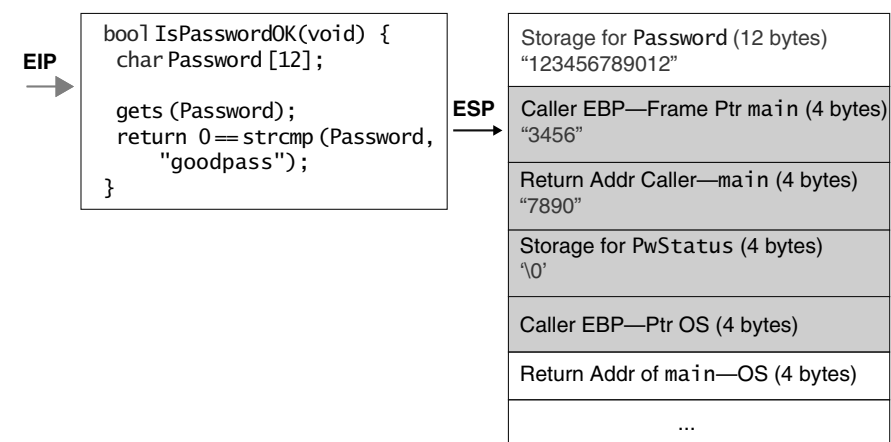 EIP
bool IsPasswordOK(void) {
char Password[12];
gets(Password);
return 0==strcmp(Password,
"goodpass");
}
ESP
Storage for Password (12 bytes)
“123456789012”
Caller EBP—Frame Ptr main (4 bytes)
“3456”
Return Addr Caller—main (4 bytes)
“7890”
Storage for PwStatus (4 bytes)
‘\0’
Caller EBP—Ptr OS (4 bytes)
Return Addr of main—OS (4 bytes)
...